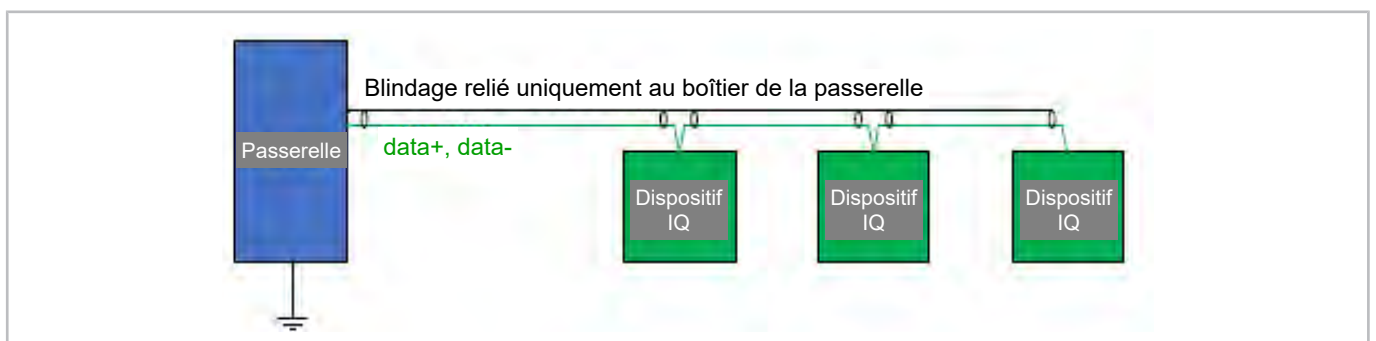 Blindage relié uniquement au boîtier de la passerelle
Passerelle
data+, data-
Dispositif
IQ
Dispositif
IQ
Dispositif
IQ